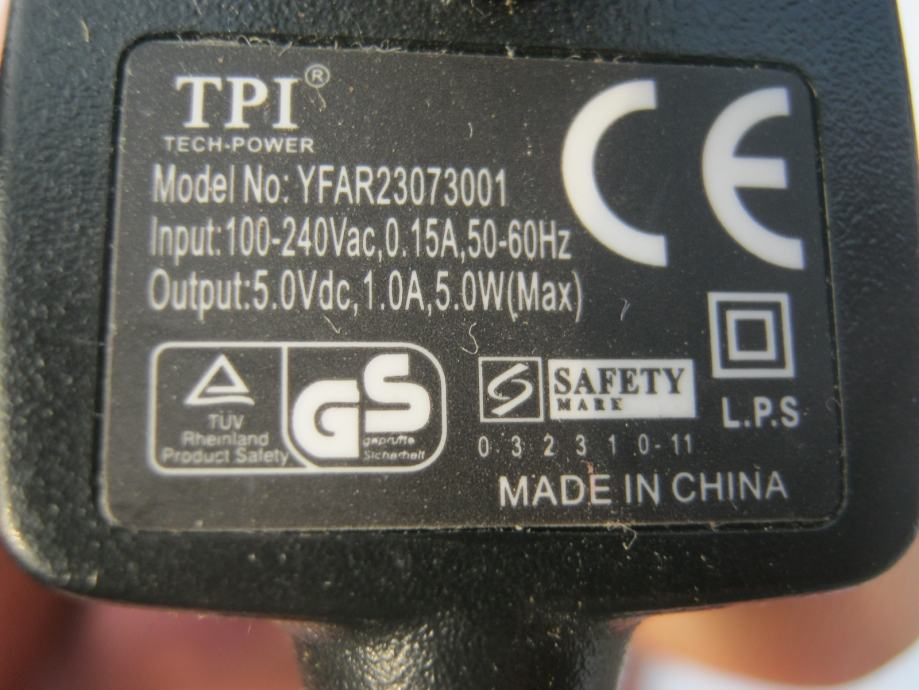 TPI®
TECH-POWER
Model No: YFAR23073001
Input:100-240Vac,0.15A,50-60Hz
Output:5.0Vdc,1.0A,5.0W(Max)
CE
TÜV
Rheinland
Product Safety
GS
geprüfte
Sicherheit
S
SAFETY
MARK
032310-11
L.P.S
MADE IN CHINA